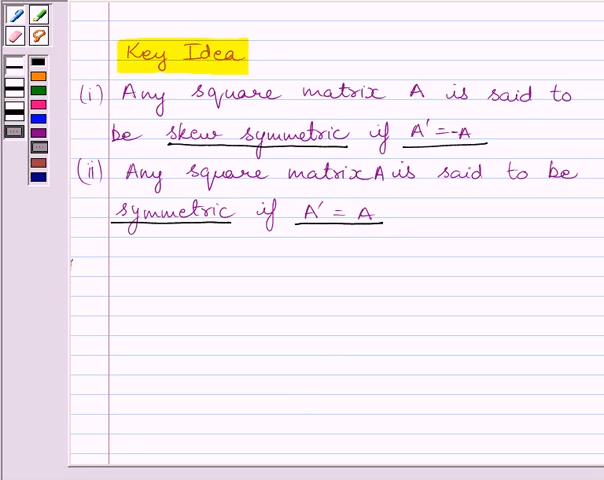 Key Idea
(i) Any square matrix A is said to
be skew symmetric if A' = -A
(ii) Any square matrix A is said to be
symmetric if A' = A